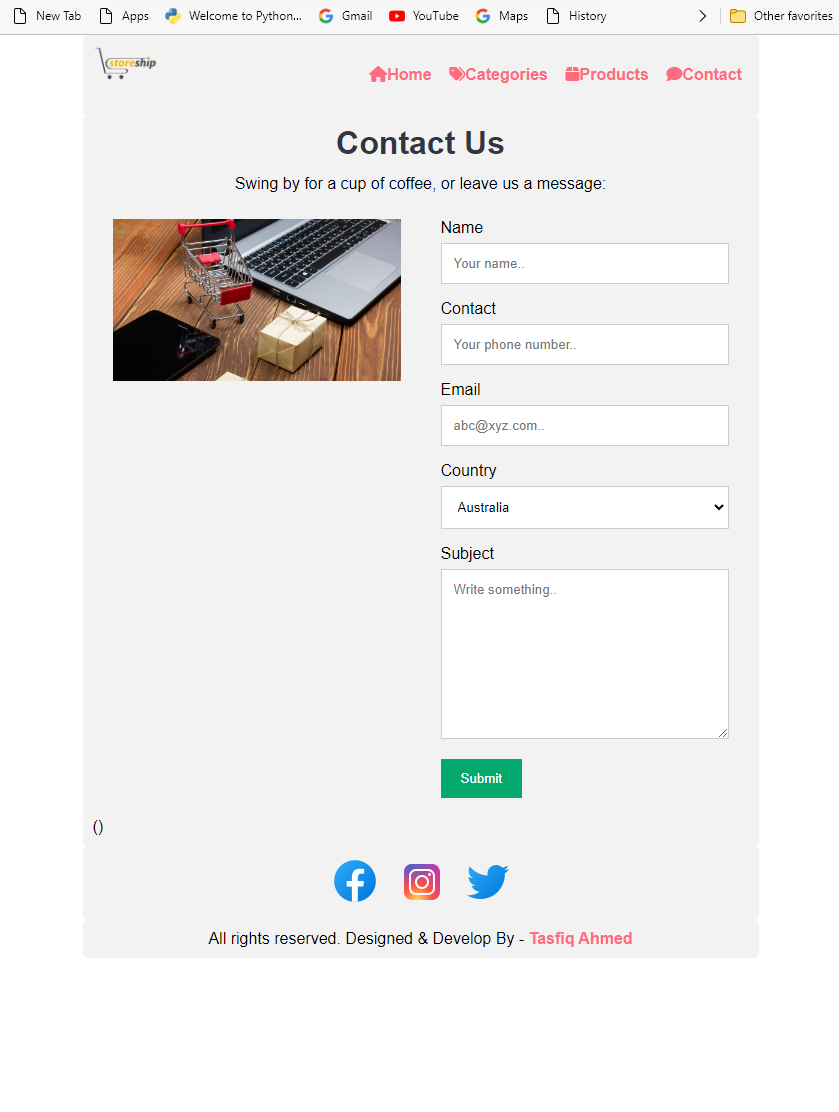 New Tab Apps Welcome to Python... Gmail YouTube Maps History Other favorites
storeship
Home Categories Products Contact
Contact Us
Swing by for a cup of coffee, or leave us a message:
Name
Your name..
Contact
Your phone number..
Email
abc@xyz.com..
Country
Australia
Subject
Write something..
Submit
()
All rights reserved. Designed & Develop By - Tasfiq Ahmed